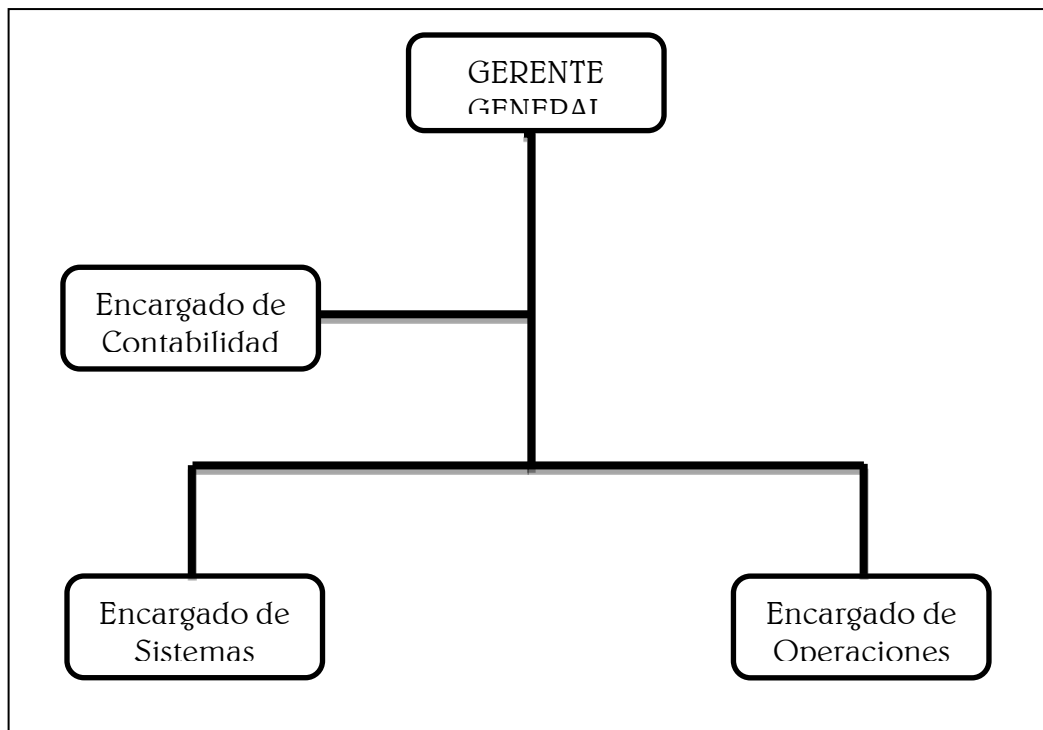 GERENTE
GENERAL
Encargado de
Contabilidad
Encargado de
Sistemas
Encargado de
Operaciones